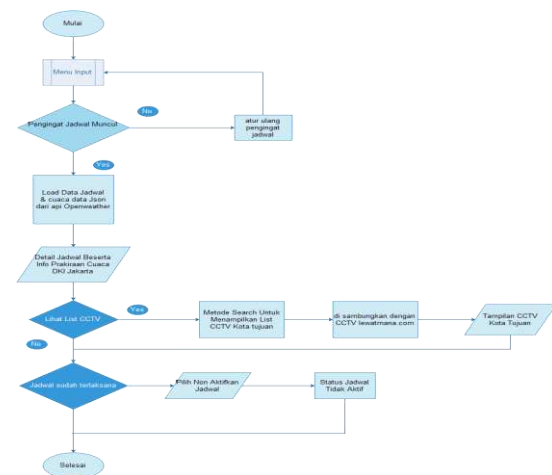 Mulai
Menu Input
No
Pengingat Jadwal Muncul
atur ulang
pengingat
jadwal
Yes
Load Data Jadwal
& cuaca data Json
dari api Openweather
Detail Jadwal Beserta
Info Prakiraan Cuaca
DKI Jakarta
Lihat List CCTV
Yes
Metode Search Untuk
Menampilkan List
CCTV Kota tujuan
di sambungkan dengan
CCTV lewatmana.com
Tampilan CCTV
Kota Tujuan
No
Jadwal sudah terlaksana
Pilih Non Aktifkan
Jadwal
Status Jadwal
Tidak Aktif
Selesai